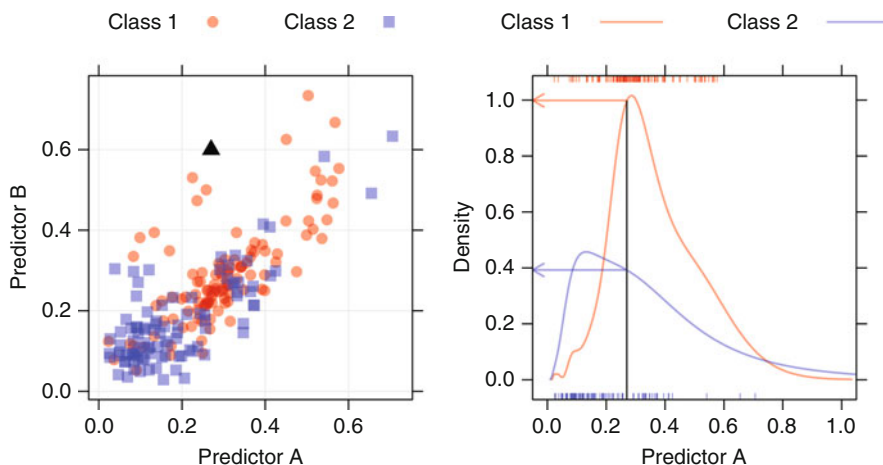 Class 1
Class 2
Predictor B
0.6
0.4
0.2
0.0
0.0 0.2 0.4 0.6
Predictor A
Class 1
Class 2
Density
1.0
0.8
0.6
0.4
0.2
0.0
0.0 0.2 0.4 0.6 0.8 1.0
Predictor A